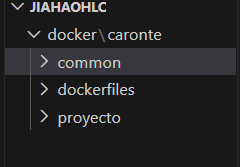 JIAHAOHLC
docker\caronte
common
dockerfiles
proyecto